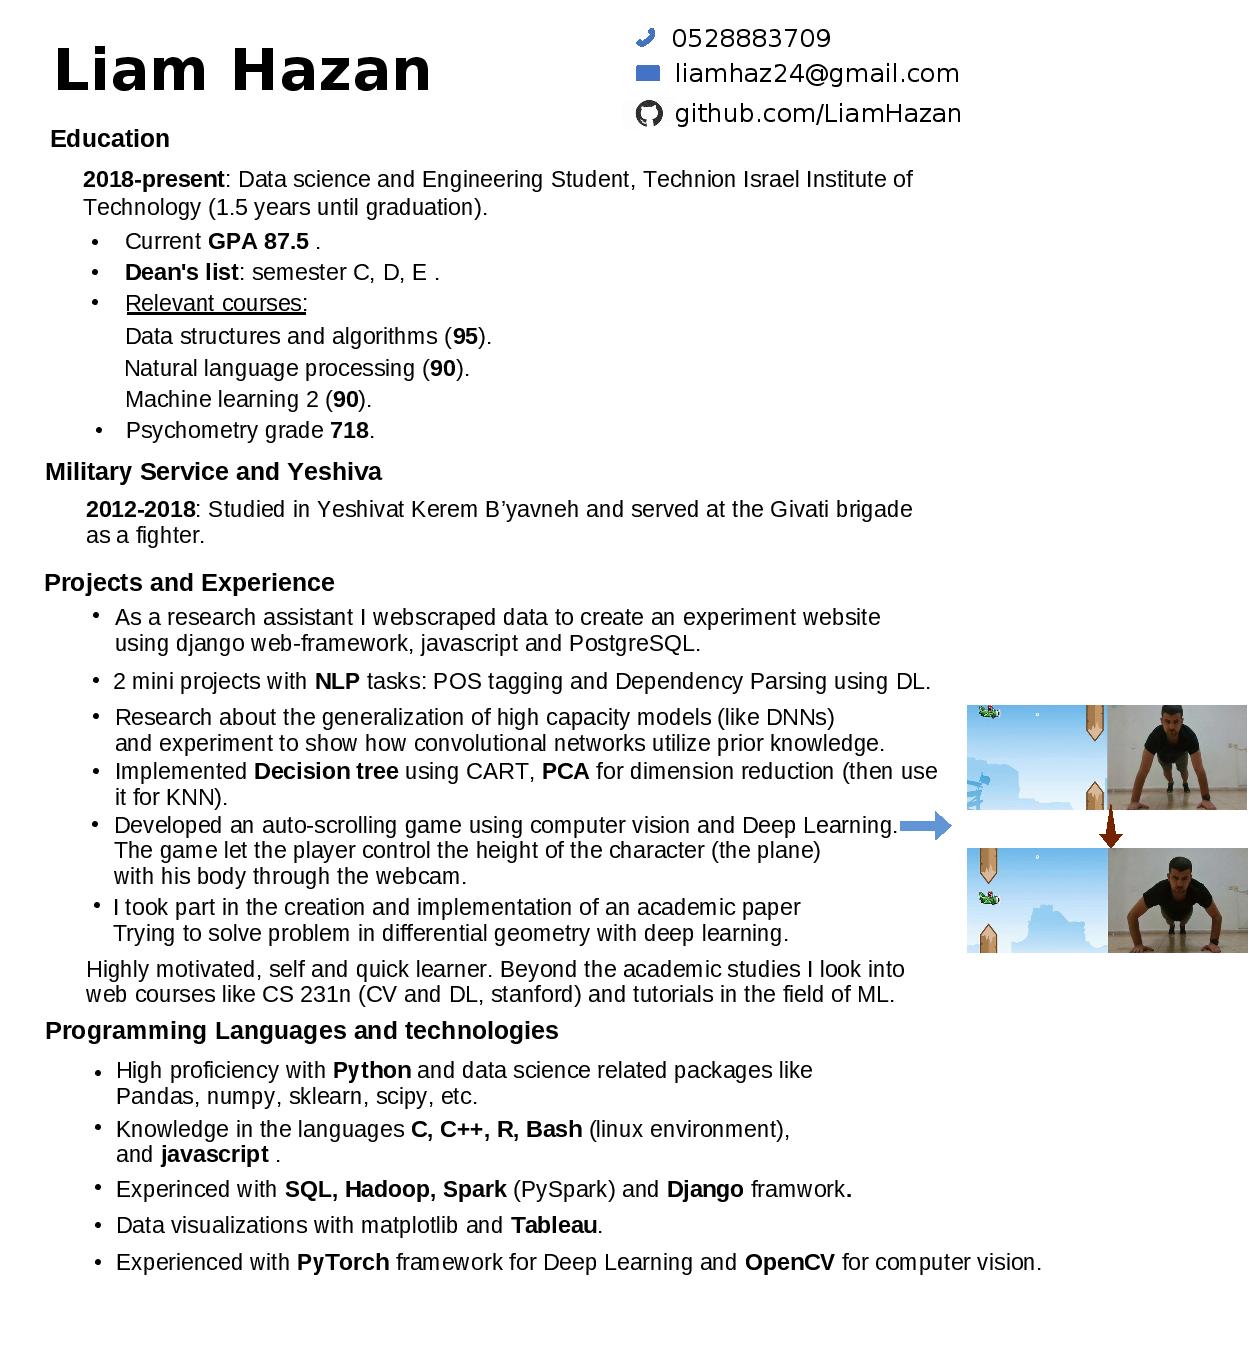 Liam Hazan
0528883709
liamhaz24@gmail.com
github.com/LiamHazan
Education
2018-present: Data science and Engineering Student, Technion Israel Institute of
Technology (1.5 years until graduation).
• Current GPA 87.5 .
• Dean's list: semester C, D, E .
• Relevant courses:
Data structures and algorithms (95).
Natural language processing (90).
Machine learning 2 (90).
• Psychometry grade 718.
Military Service and Yeshiva
2012-2018: Studied in Yeshivat Kerem B’yavneh and served at the Givati brigade
as a fighter.
Projects and Experience
• As a research assistant I webscraped data to create an experiment website
using django web-framework, javascript and PostgreSQL.
• 2 mini projects with NLP tasks: POS tagging and Dependency Parsing using DL.
• Research about the generalization of high capacity models (like DNNs)
and experiment to show how convolutional networks utilize prior knowledge.
• Implemented Decision tree using CART, PCA for dimension reduction (then use
it for KNN).
• Developed an auto-scrolling game using computer vision and Deep Learning.
The game let the player control the height of the character (the plane)
with his body through the webcam.
• I took part in the creation and implementation of an academic paper
Trying to solve problem in differential geometry with deep learning.
Highly motivated, self and quick learner. Beyond the academic studies I look into
web courses like CS 231n (CV and DL, stanford) and tutorials in the field of ML.
Programming Languages and technologies
• High proficiency with Python and data science related packages like
Pandas, numpy, sklearn, scipy, etc.
• Knowledge in the languages C, C++, R, Bash (linux environment),
and javascript .
• Experinced with SQL, Hadoop, Spark (PySpark) and Django framwork.
• Data visualizations with matplotlib and Tableau.
• Experienced with PyTorch framework for Deep Learning and OpenCV for computer vision.